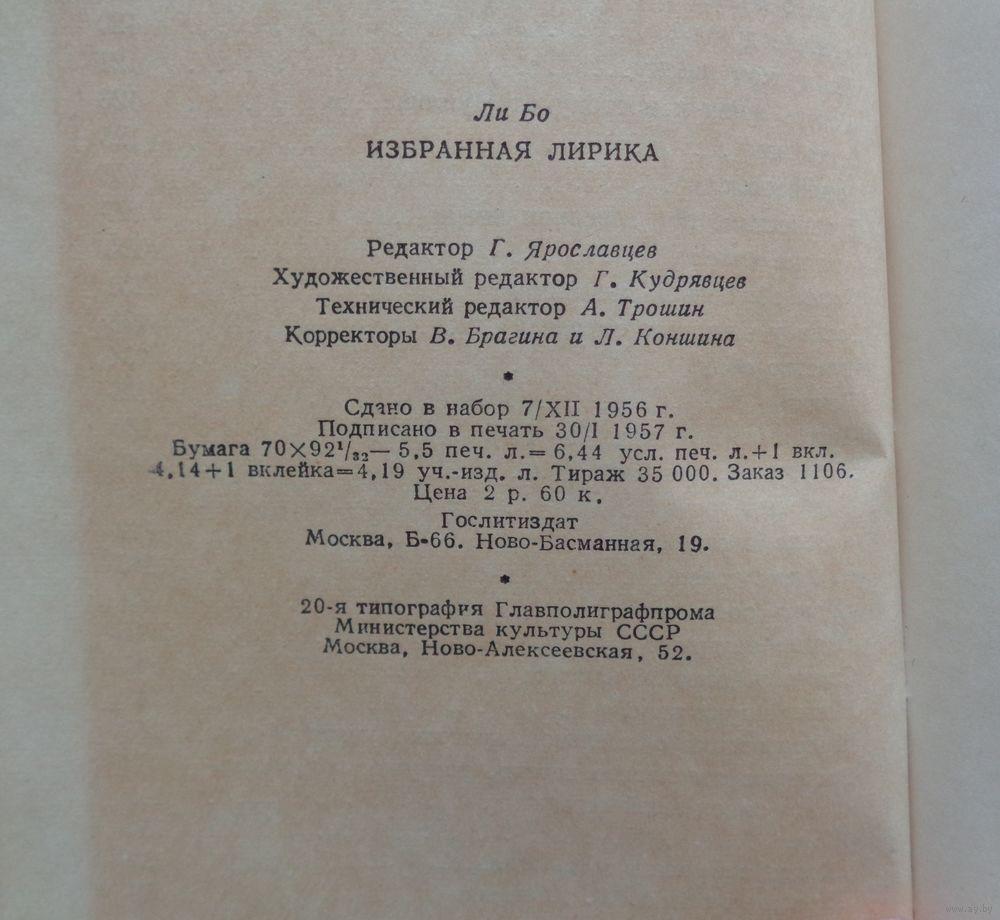 Ли Бо
ИЗБРАННАЯ ЛИРИКА
Редактор Г. Ярославцев
Художественный редактор Г. Кудрявцев
Технический редактор А. Трошин
Корректоры В. Брагина и Л. Коншина
*
Сдано в набор 7/XII 1956 г.
Подписано в печать 30/I 1957 г.
Бумага 70×92¹/₃₂— 5,5 печ. л.= 6,44 усл. печ. л.+1 вкл.
4,14+1 вклейка=4,19 уч.-изд. л. Тираж 35 000. Заказ 1106.
Цена 2 р. 60 к.
Гослитиздат
Москва, Б-66. Ново-Басманная, 19.
*
20-я типография Главполиграфпрома
Министерства культуры СССР
Москва, Ново-Алексеевская, 52.
www.ay.by